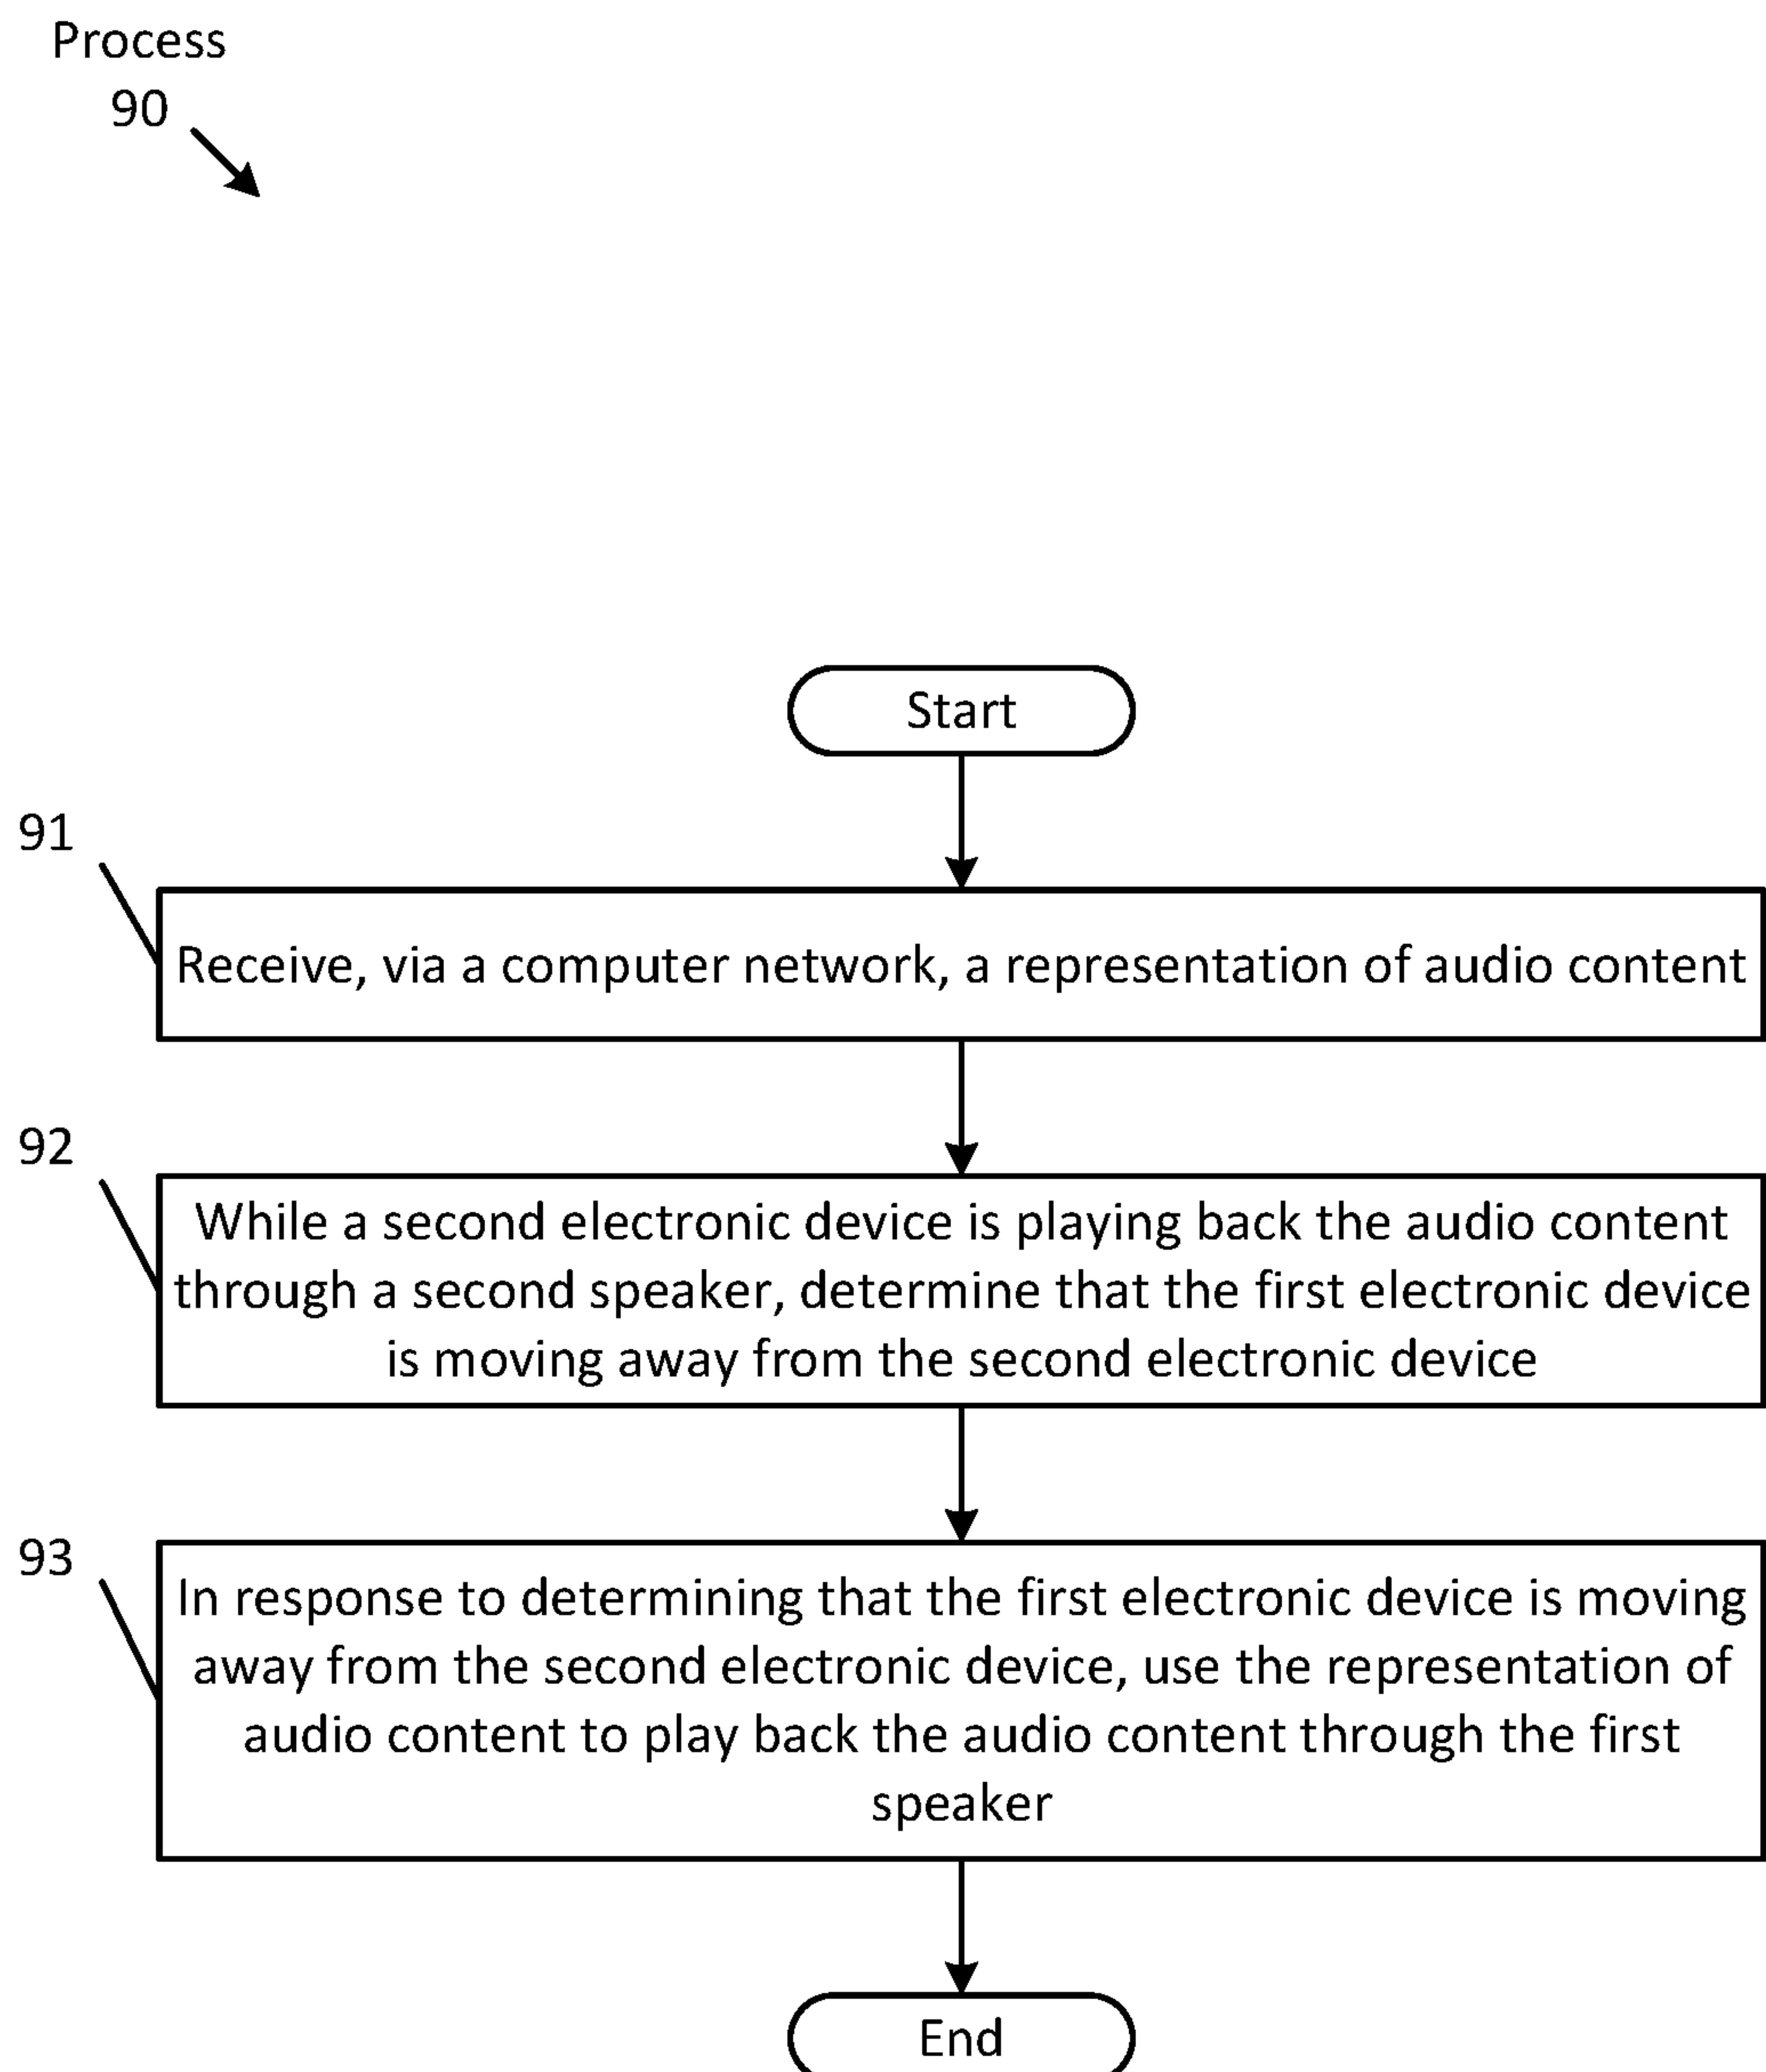 Process
90
Start
91
Receive, via a computer network, a representation of audio content
92
While a second electronic device is playing back the audio content
through a second speaker, determine that the first electronic device
is moving away from the second electronic device
93
In response to determining that the first electronic device is moving
away from the second electronic device, use the representation of
audio content to play back the audio content through the first
speaker
End